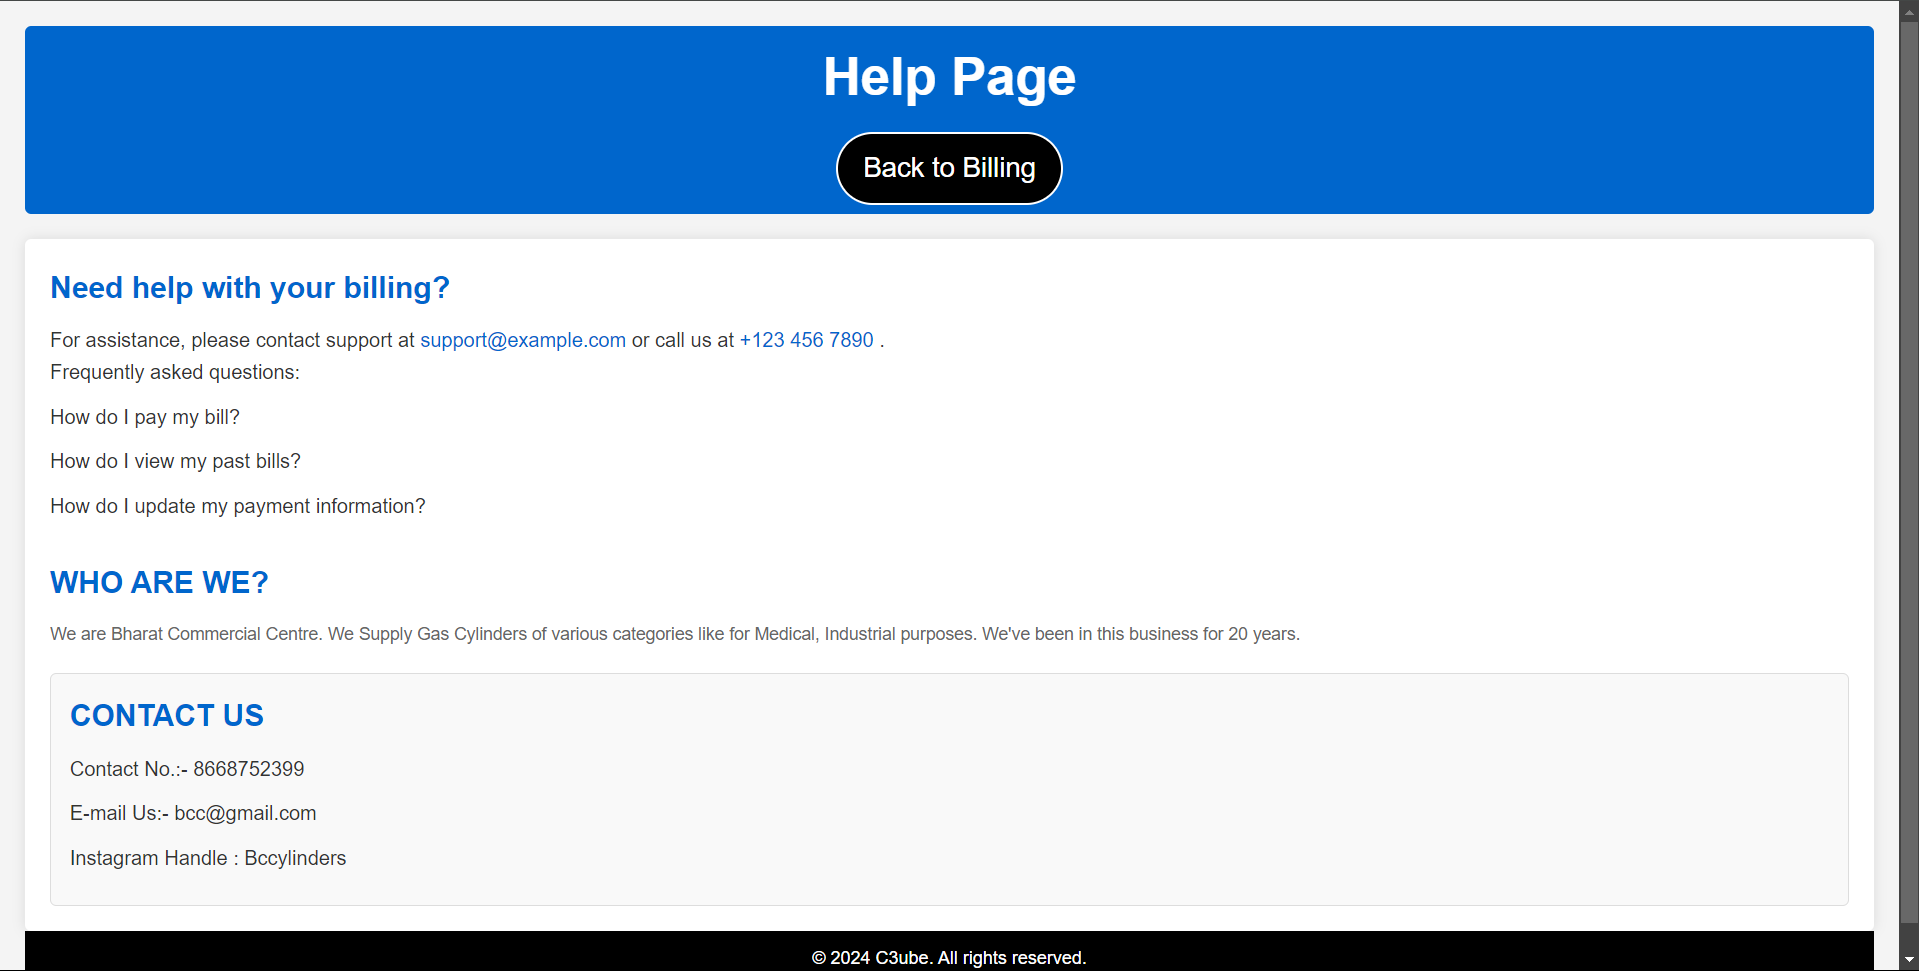 Help Page
Back to Billing
Need help with your billing?
For assistance, please contact support at support@example.com or call us at +123 456 7890 .
Frequently asked questions:
How do I pay my bill?
How do I view my past bills?
How do I update my payment information?
WHO ARE WE?
We are Bharat Commercial Centre. We Supply Gas Cylinders of various categories like for Medical, Industrial purposes. We've been in this business for 20 years.
CONTACT US
Contact No.:- 8668752399
E-mail Us:- bcc@gmail.com
Instagram Handle : Bccylinders
© 2024 C3ube. All rights reserved.